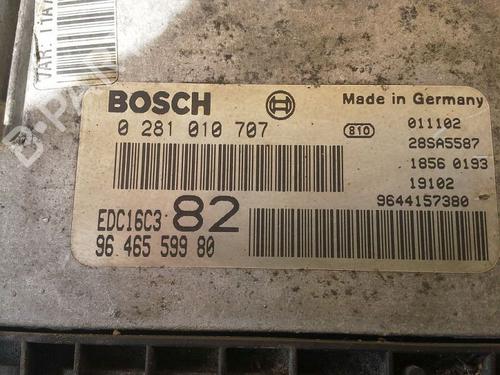 BOSCH
Made in Germany
0 281 010 707
810
011102
28SA5587
1856 0193
19102
9644157380
EDC16C3 82
96 465 599 80